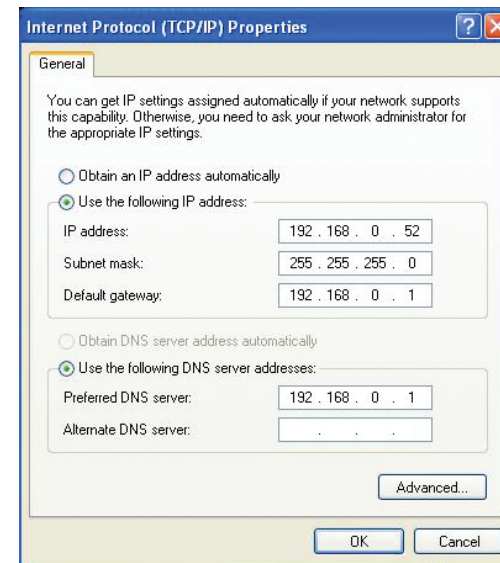 Internet Protocol (TCP/IP) Properties
?
X
General
You can get IP settings assigned automatically if your network supports
this capability. Otherwise, you need to ask your network administrator for
the appropriate IP settings.
Obtain an IP address automatically
Use the following IP address:
IP address: 192 . 168 . 0 . 52
Subnet mask: 255 . 255 . 255 . 0
Default gateway: 192 . 168 . 0 . 1
Obtain DNS server address automatically
Use the following DNS server addresses:
Preferred DNS server: 192 . 168 . 0 . 1
Alternate DNS server: . . .
Advanced...
OK Cancel